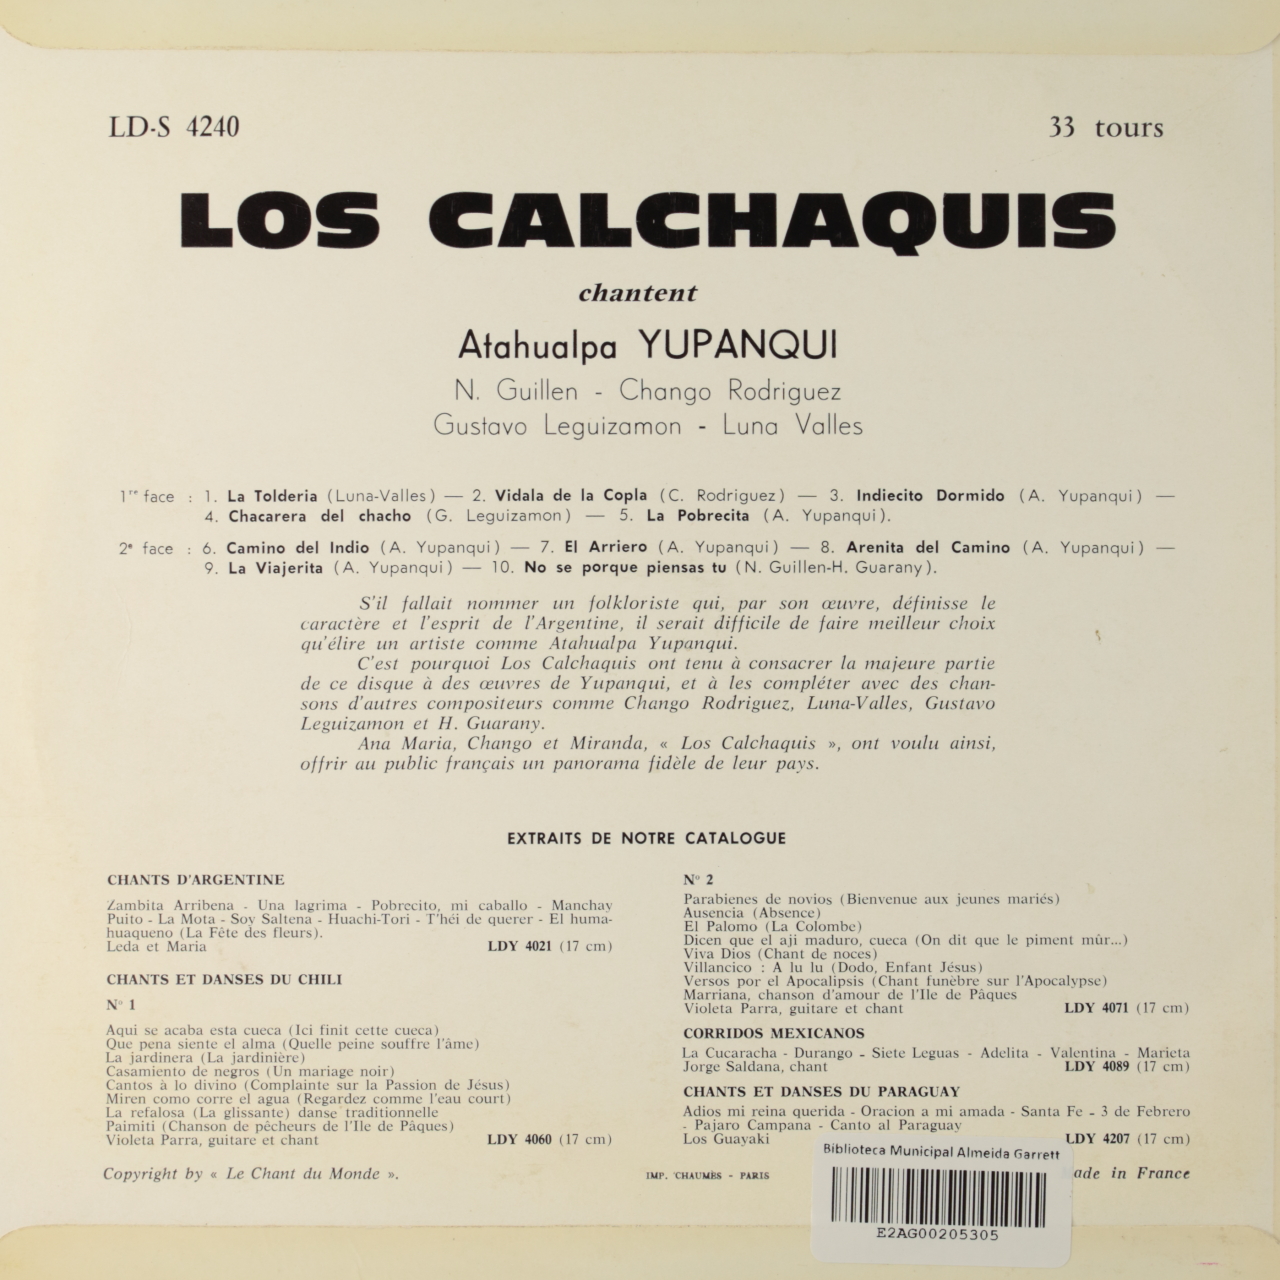 LD-S 4240
33 tours
LOS CALCHAQUIS
chantent
Atahualpa YUPANQUI
N. Guillen - Chango Rodriguez
Gustavo Leguizamon - Luna Valles
1re face : 1. La Tolderia (Luna-Valles) — 2. Vidala de la Copla (C. Rodriguez) — 3. Indiecito Dormido (A. Yupanqui) —
4. Chacarera del chacho (G. Leguizamon) — 5. La Pobrecita (A. Yupanqui).
2e face : 6. Camino del Indio (A. Yupanqui) — 7. El Arriero (A. Yupanqui) — 8. Arenita del Camino (A. Yupanqui) —
9. La Viajerita (A. Yupanqui) — 10. No se porque piensas tu (N. Guillen-H. Guarany).
S'il fallait nommer un folkloriste qui, par son œuvre, définisse le
caractère et l'esprit de l'Argentine, il serait difficile de faire meilleur choix
qu'élire un artiste comme Atahualpa Yupanqui.
C'est pourquoi Los Calchaquis ont tenu à consacrer la majeure partie
de ce disque à des œuvres de Yupanqui, et à les compléter avec des chan-
sons d'autres compositeurs comme Chango Rodriguez, Luna-Valles, Gustavo
Leguizamon et H. Guarany.
Ana Maria, Chango et Miranda, « Los Calchaquis », ont voulu ainsi,
offrir au public français un panorama fidèle de leur pays.
EXTRAITS DE NOTRE CATALOGUE
CHANTS D'ARGENTINE
Zambita Arribena - Una lagrima - Pobrecito, mi caballo - Manchay
Puito - La Mota - Soy Saltena - Huachi-Tori - T'héi de querer - El huma-
huaqueno (La Fête des fleurs).
Leda et Maria LDY 4021 (17 cm)
CHANTS ET DANSES DU CHILI
N° 1
Aqui se acaba esta cueca (Ici finit cette cueca)
Que pena siente el alma (Quelle peine souffre l'âme)
La jardinera (La jardinière)
Casamiento de negros (Un mariage noir)
Cantos à lo divino (Complainte sur la Passion de Jésus)
Miren como corre el agua (Regardez comme l'eau court)
La refalosa (La glissante) danse traditionnelle
Paimiti (Chanson de pêcheurs de l'Ile de Pâques)
Violeta Parra, guitare et chant LDY 4060 (17 cm)
N° 2
Parabienes de novios (Bienvenue aux jeunes mariés)
Ausencia (Absence)
El Palomo (La Colombe)
Dicen que el aji maduro, cueca (On dit que le piment mûr...)
Viva Dios (Chant de noces)
Villancico : A lu lu (Dodo, Enfant Jésus)
Versos por el Apocalipsis (Chant funèbre sur l'Apocalypse)
Marriana, chanson d'amour de l'Ile de Pâques
Violeta Parra, guitare et chant LDY 4071 (17 cm)
CORRIDOS MEXICANOS
La Cucaracha - Durango - Siete Leguas - Adelita - Valentina - Marieta
Jorge Saldana, chant LDY 4089 (17 cm)
CHANTS ET DANSES DU PARAGUAY
Adios mi reina querida - Oracion a mi amada - Santa Fe - 3 de Febrero
- Pajaro Campana - Canto al Paraguay
Los Guayaki LDY 4207 (17 cm)
Copyright by « Le Chant du Monde ».
IMP. CHAUMÈS - PARIS
ade in France
Biblioteca Municipal Almeida Garrett
E2AG00205305